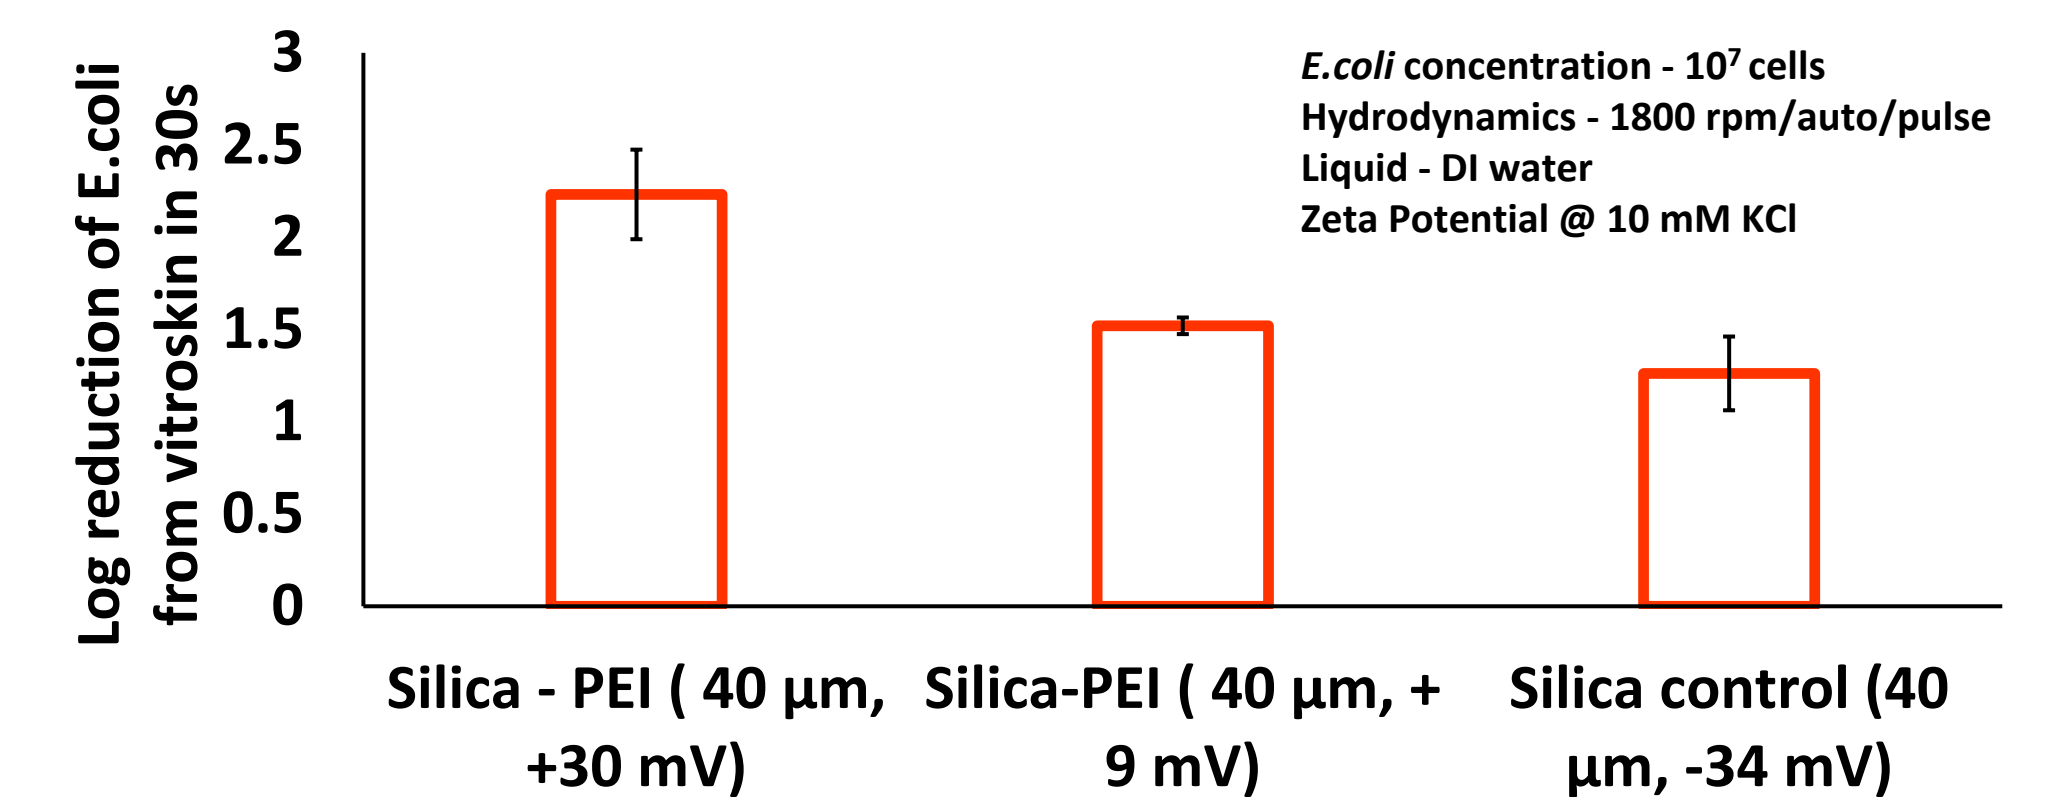 Log reduction of E.coli
from vitroskin in 30s
3
2.5
2
1.5
1
0.5
0
E.coli concentration - 10⁷ cells
Hydrodynamics - 1800 rpm/auto/pulse
Liquid - DI water
Zeta Potential @ 10 mM KCl
Silica - PEI ( 40 µm,
+30 mV)
Silica-PEI ( 40 µm, +
9 mV)
Silica control (40
µm, -34 mV)